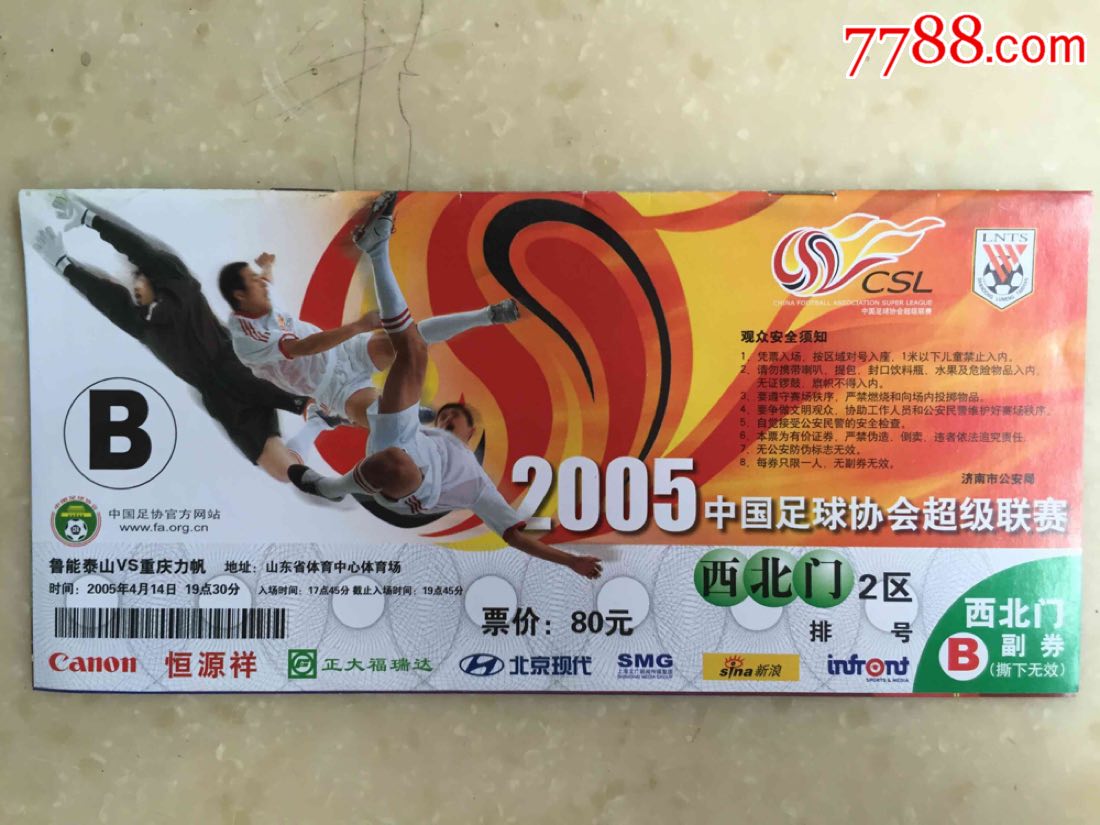 7788.com
CSL
CHINA FOOTBALL ASSOCIATION SUPER LEAGUE
中国足球协会超级联赛
LNTS
观众安全须知
1、凭票入场，按区域对号入座，1米以下儿童禁止入内。
2、请勿携带喇叭、提包、封口饮料瓶、水果及危险物品入内，
无证锣鼓、旗帜不得入内。
3、要遵守赛场秩序，严禁燃烧和向场内投掷物品。
4、要争做文明观众，协助工作人员和公安民警维护好赛场秩序。
5、自觉接受公安民警的安全检查。
6、本票为有价证券，严禁伪造、倒卖，违者依法追究责任。
7、无公安防伪标志无效。
8、每券只限一人，无副券无效。
济南市公安局
B
2005中国足球协会超级联赛
中国足协官方网站
www.fa.org.cn
鲁能泰山VS重庆力帆 地址：山东省体育中心体育场
时间：2005年4月14日 19点30分 入场时间：17点45分 截止入场时间：19点45分
票价：80元
西北门 2区
排 号
西北门
B 副券
(撕下无效)
Canon 恒源祥 正大福瑞达 北京现代 SMG sina新浪 infront
SPORTS & MEDIA